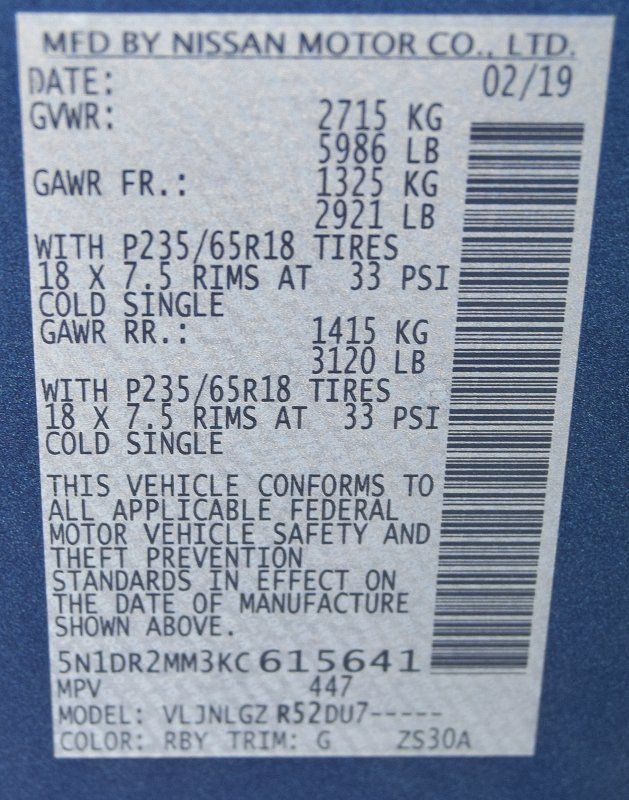 MFD BY NISSAN MOTOR CO., LTD.
DATE: 02/19
GVWR: 2715 KG
5986 LB
GAWR FR.: 1325 KG
2921 LB
WITH P235/65R18 TIRES
18 X 7.5 RIMS AT 33 PSI
COLD SINGLE
GAWR RR.: 1415 KG
3120 LB
WITH P235/65R18 TIRES
18 X 7.5 RIMS AT 33 PSI
COLD SINGLE
THIS VEHICLE CONFORMS TO
ALL APPLICABLE FEDERAL
MOTOR VEHICLE SAFETY AND
THEFT PREVENTION
STANDARDS IN EFFECT ON
THE DATE OF MANUFACTURE
SHOWN ABOVE.
5N1DR2MM3KC615641
MPV 447
MODEL: VLJNLGZ R52DU7-----
COLOR: RBY TRIM: G ZS30A